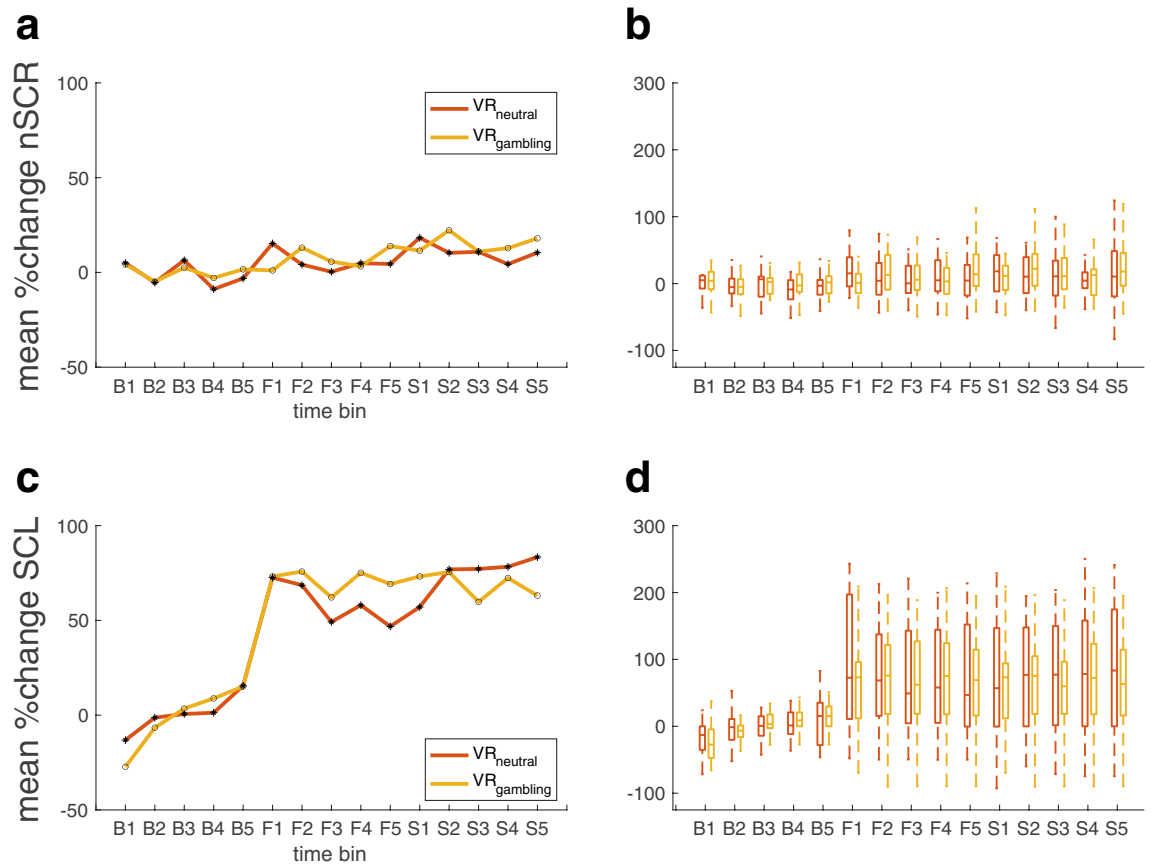 a
mean %change nSCR
100
50
0
-50
VRneutral
VRgambling
B1 B2 B3 B4 B5 F1 F2 F3 F4 F5 S1 S2 S3 S4 S5
time bin
b
300
200
100
0
-100
B1 B2 B3 B4 B5 F1 F2 F3 F4 F5 S1 S2 S3 S4 S5
c
mean %change SCL
100
50
0
-50
VRneutral
VRgambling
B1 B2 B3 B4 B5 F1 F2 F3 F4 F5 S1 S2 S3 S4 S5
time bin
d
300
200
100
0
-100
B1 B2 B3 B4 B5 F1 F2 F3 F4 F5 S1 S2 S3 S4 S5